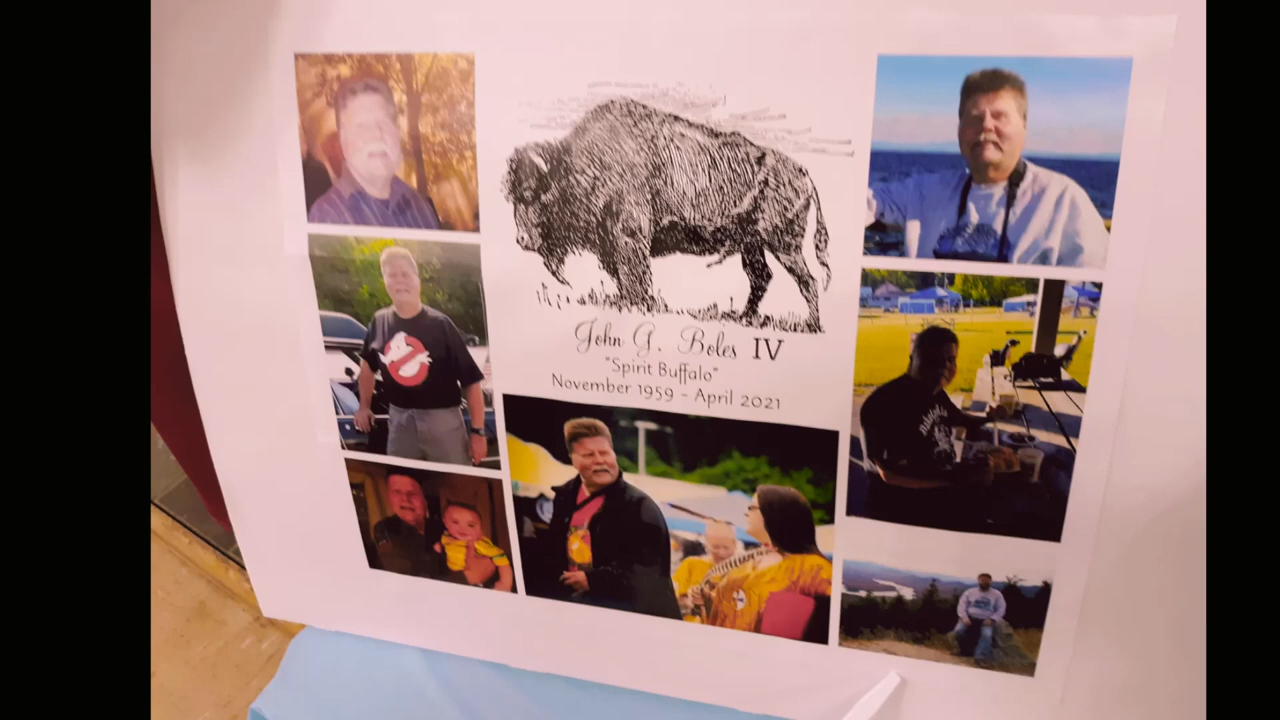 John G. Boles IV
"Spirit Buffalo"
November 1959 - April 2021